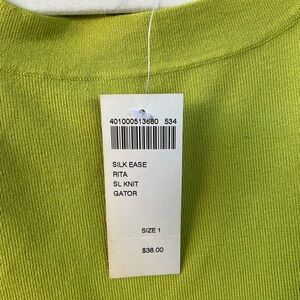 401000513680 534
SILK EASE
RITA
SL KNIT
GATOR
SIZE 1
$38.00